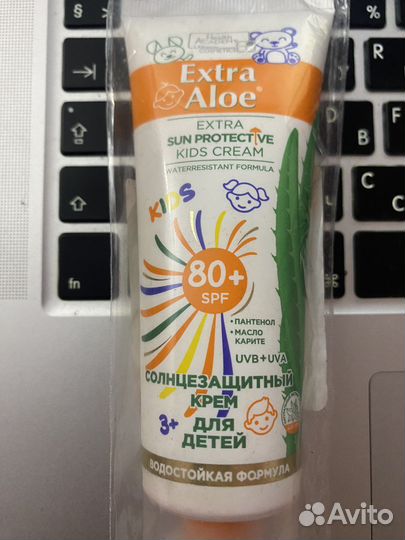 Extra
Aloe®
EXTRA
SUN PROTECTIVE
KIDS CREAM
WATERRESISTANT FORMULA
KIDS
80+
SPF
• ПАНТЕНОЛ
• МАСЛО
КАРИТЕ
UVB+UVA
СОЛНЦЕЗАЩИТНЫЙ
КРЕМ
ДЛЯ
ДЕТЕЙ
3+
ВОДОСТОЙКАЯ ФОРМУЛА
fn
§
Q
A
Z
R
F
C
B
Avito